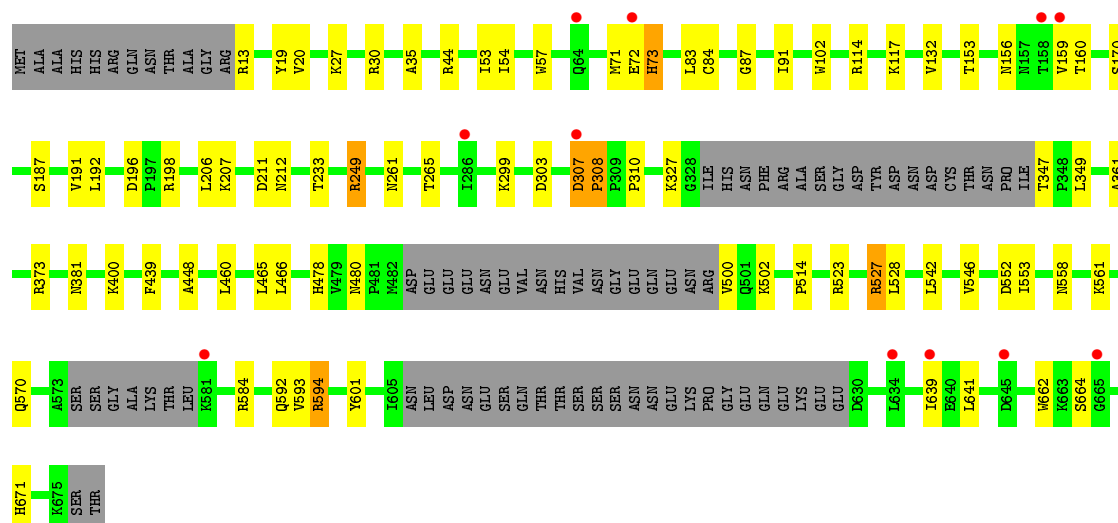 MET ALA ALA HIS HIS ARG GLN ASN THR ALA GLY ARG R13 Y19 V20 K27 R30 A35 R44 I53 I54 W57 Q64 M71 E72 H73 L83 C84 G87 I91 W102 R114 K117 V132 T153 N156 N157 T158 V159 T160 S170
S187 V191 L192 D196 P197 R198 L206 K207 D211 N212 T233 R249 N261 T265 I286 K299 D303 D307 P308 P309 P310 K327 G328 ILE HIS ASN PHE ARG ALA SER GLY ASP TYR ASP ASN ASP CYS THR ASN PRO ILE T347 P348 L349 A361
R373 N381 K400 F439 A448 L460 L465 L466 H478 V479 N480 P481 M482 ASP GLU GLU GLU ASN GLU VAL ASN HIS VAL ASN GLY GLU GLN GLU ASN ARG V500 Q501 K502 P514 R523 R527 L528 L542 V546 D552 I553 N558 K561
Q570 A573 SER SER GLY ALA LYS THR LEU K581 R584 Q592 V593 R594 Y601 I605 ASN LEU ASP ASN GLU SER GLN THR THR SER SER SER ASN ASN GLU LYS PRO GLY GLU GLN GLU LYS GLU GLU D630 L634 I639 E640 L641 D645 W662 K663 S664 G665
H671 K675 SER THR